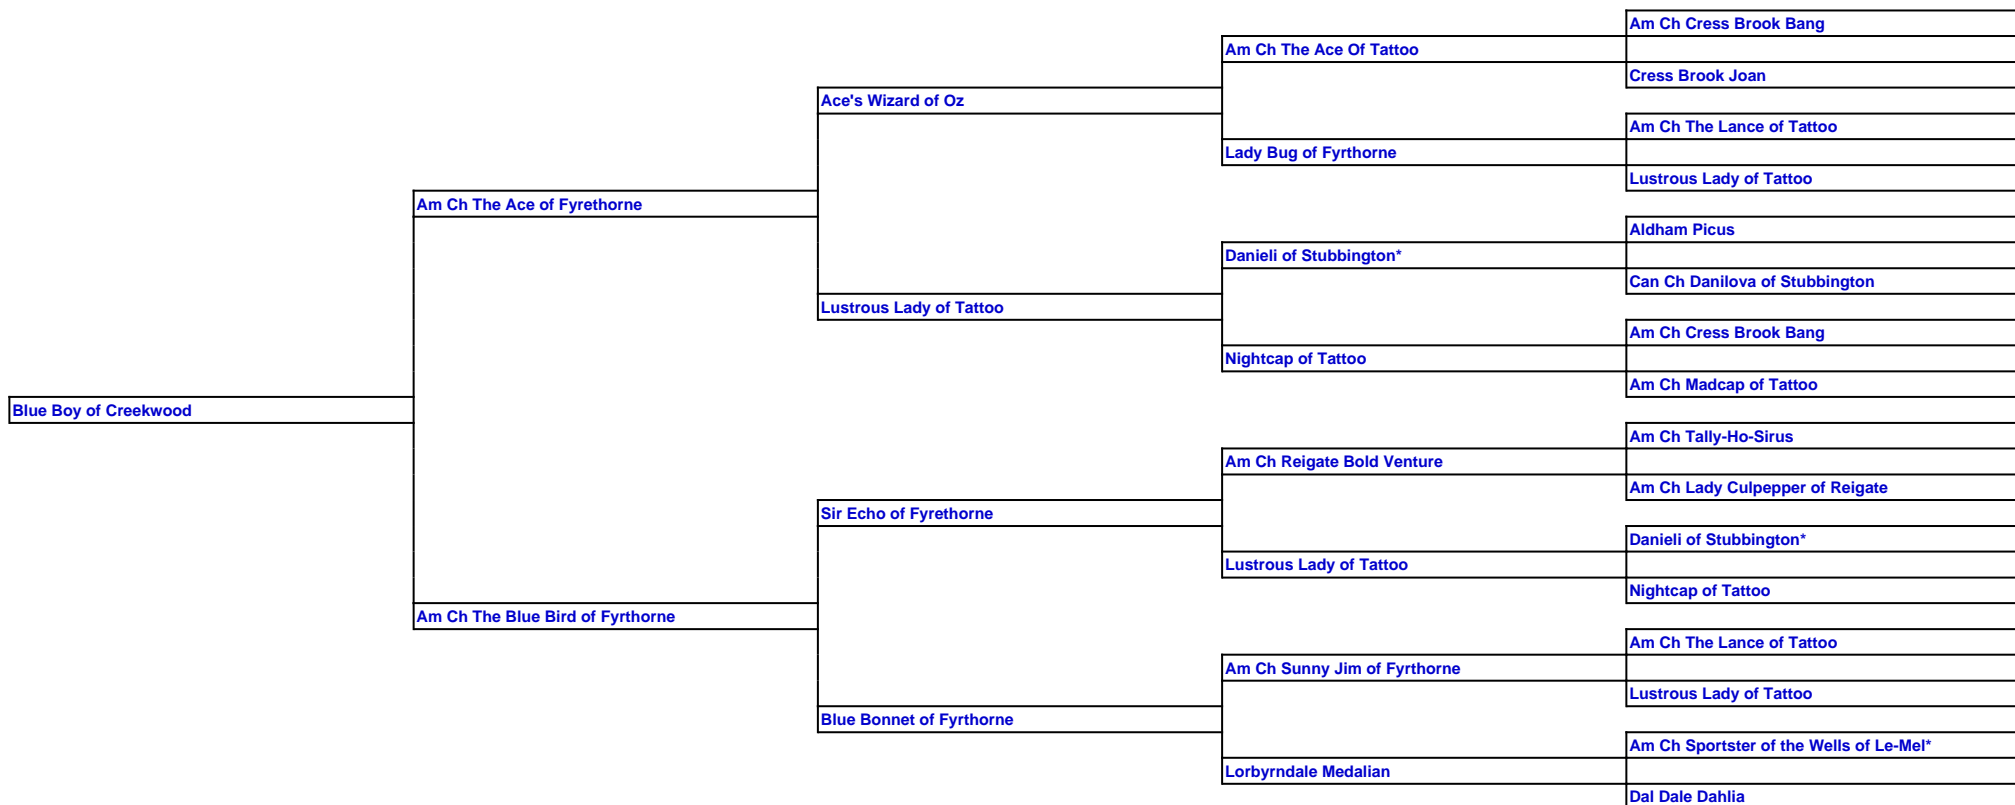 Am Ch Cress Brook Bang
Am Ch The Ace Of Tattoo
Cress Brook Joan
Ace's Wizard of Oz
Am Ch The Lance of Tattoo
Lady Bug of Fyrthorne
Lustrous Lady of Tattoo
Am Ch The Ace of Fyrethorne
Aldham Picus
Danieli of Stubbington*
Can Ch Danilova of Stubbington
Lustrous Lady of Tattoo
Am Ch Cress Brook Bang
Nightcap of Tattoo
Am Ch Madcap of Tattoo
Blue Boy of Creekwood
Am Ch Tally-Ho-Sirus
Am Ch Reigate Bold Venture
Am Ch Lady Culpepper of Reigate
Sir Echo of Fyrethorne
Danieli of Stubbington*
Lustrous Lady of Tattoo
Nightcap of Tattoo
Am Ch The Blue Bird of Fyrthorne
Am Ch The Lance of Tattoo
Am Ch Sunny Jim of Fyrthorne
Lustrous Lady of Tattoo
Blue Bonnet of Fyrthorne
Am Ch Sportster of the Wells of Le-Mel*
Lorbyrndale Medalian
Dal Dale Dahlia